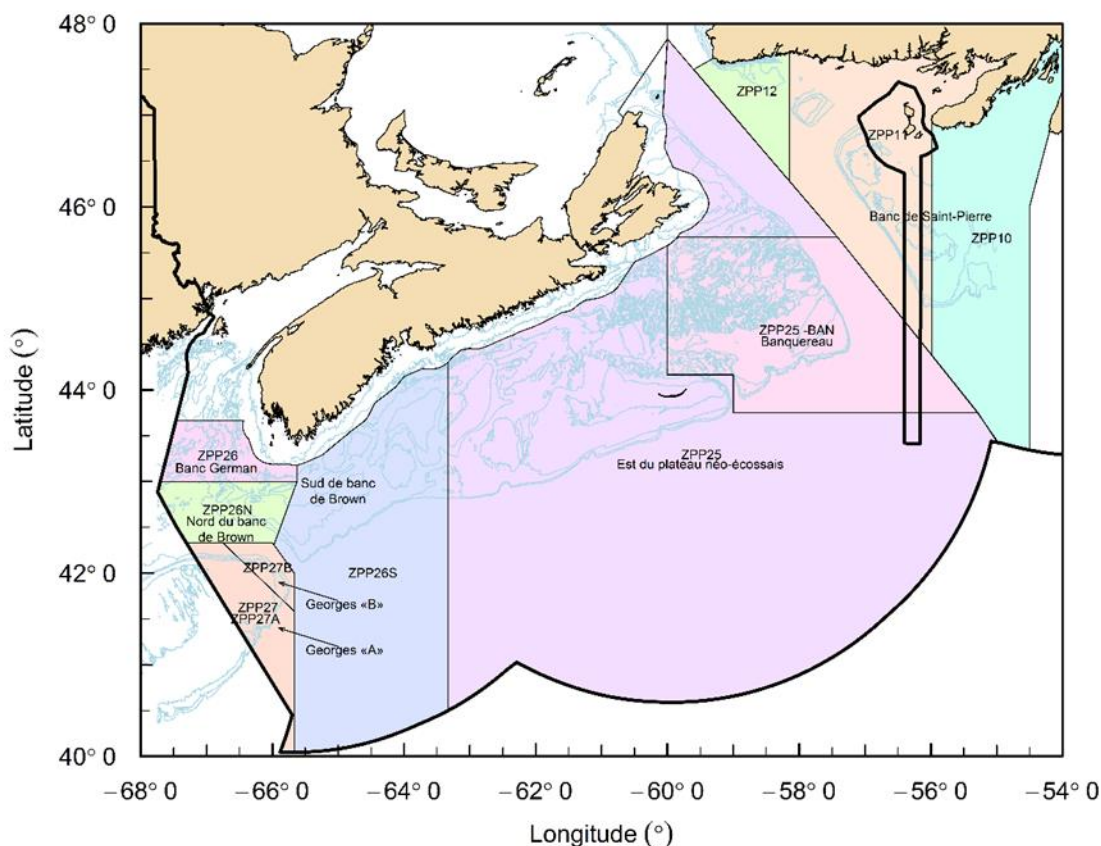 48° 0
46° 0
44° 0
42° 0
40° 0
Latitude (°)
ZPP12
ZPP11
Banc de Saint-Pierre
ZPP10
ZPP25 -BAN
Banquereau
ZPP25
Est du plateau néo-écossais
ZPP26
Banc German
Sud de banc
de Brown
ZPP26N
Nord du banc
de Brown
ZPP27B
ZPP26S
Georges «B»
ZPP27
ZPP27A
Georges «A»
−68° 0 −66° 0 −64° 0 −62° 0 −60° 0 −58° 0 −56° 0 −54° 0
Longitude (°)